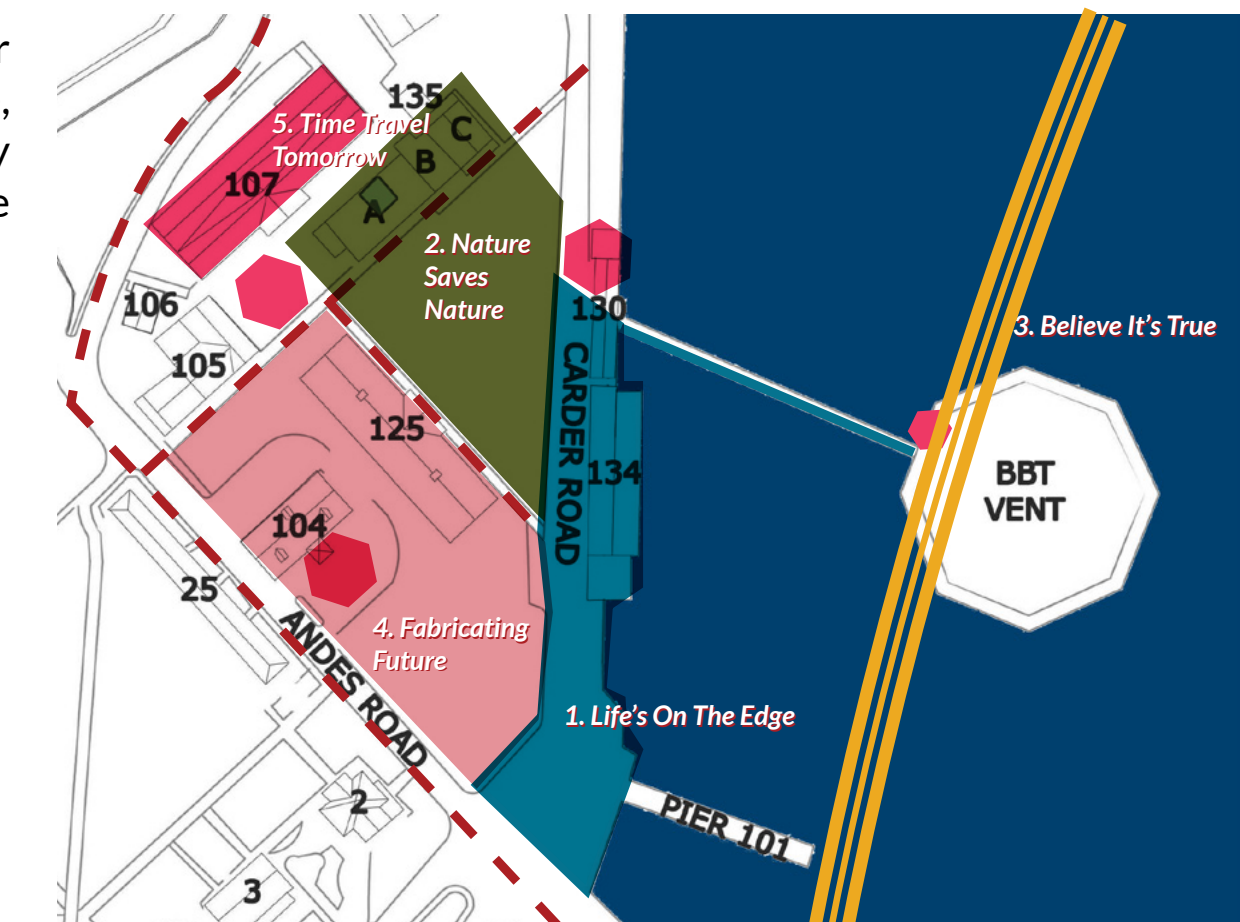 r
,
y
e
135
C
5. Time Travel
Tomorrow
B
107
A
2. Nature
Saves
Nature
106
130
3. Believe It's True
105
CARDER ROAD
125
134
BBT
VENT
104
25
ANDES ROAD
4. Fabricating
Future
1. Life's On The Edge
2
PIER 101
3